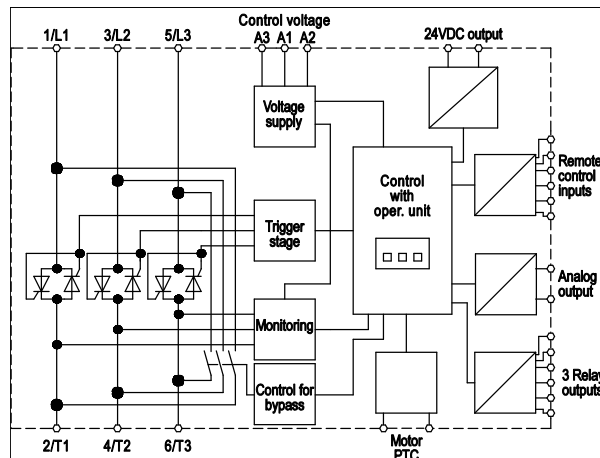 Control voltage
1/L1
3/L2
5/L3
A3
A1
A2
24VDC output
Voltage
supply
Control
with
oper. unit
Remote
control
inputs
Trigger
stage
Analog
output
Monitoring
Control for
bypass
3 Relay
outputs
2/T1
4/T2
6/T3
Motor
PTC